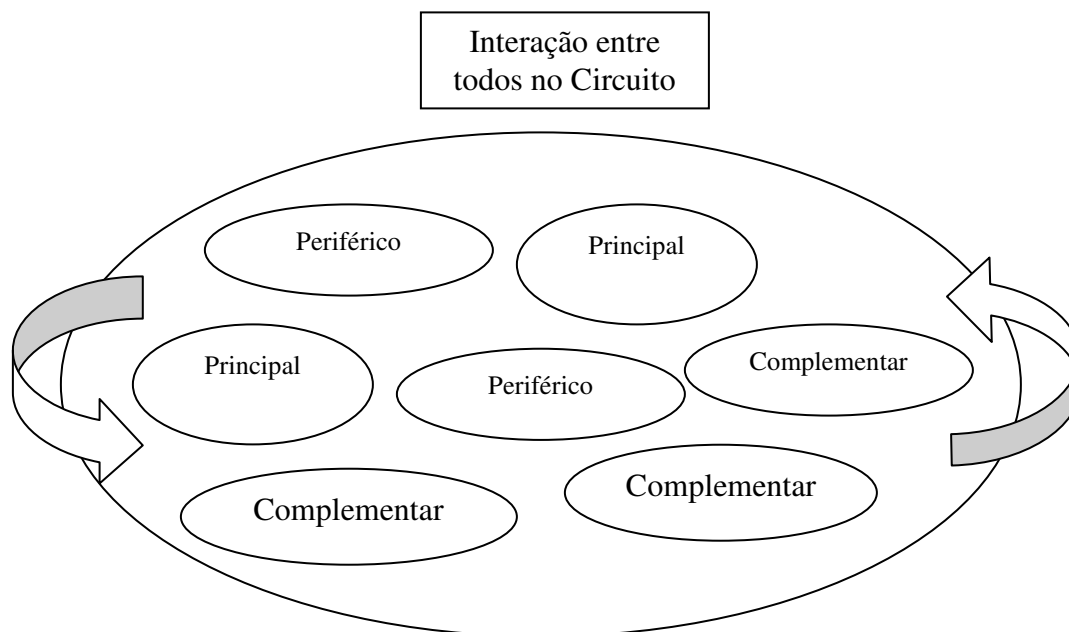 Interação entre
todos no Circuito
Periférico
Principal
Principal
Periférico
Complementar
Complementar
Complementar